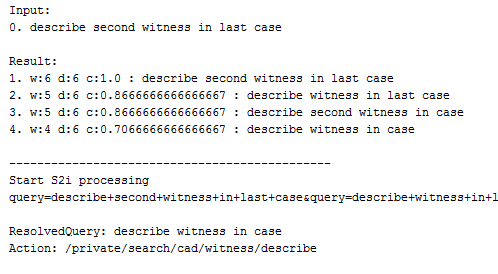 Input:
0. describe second witness in last case
Result:
1. w:6 d:6 c:1.0 : describe second witness in last case
2. w:5 d:6 c:0.8666666666666667 : describe witness in last case
3. w:5 d:6 c:0.8666666666666667 : describe second witness in case
4. w:4 d:6 c:0.7066666666666667 : describe witness in case
----------------------------------------------
Start S2i processing
query=describe+second+witness+in+last+case&query=describe+witness+in+l
ResolvedQuery: describe witness in case
Action: /private/search/cad/witness/describe